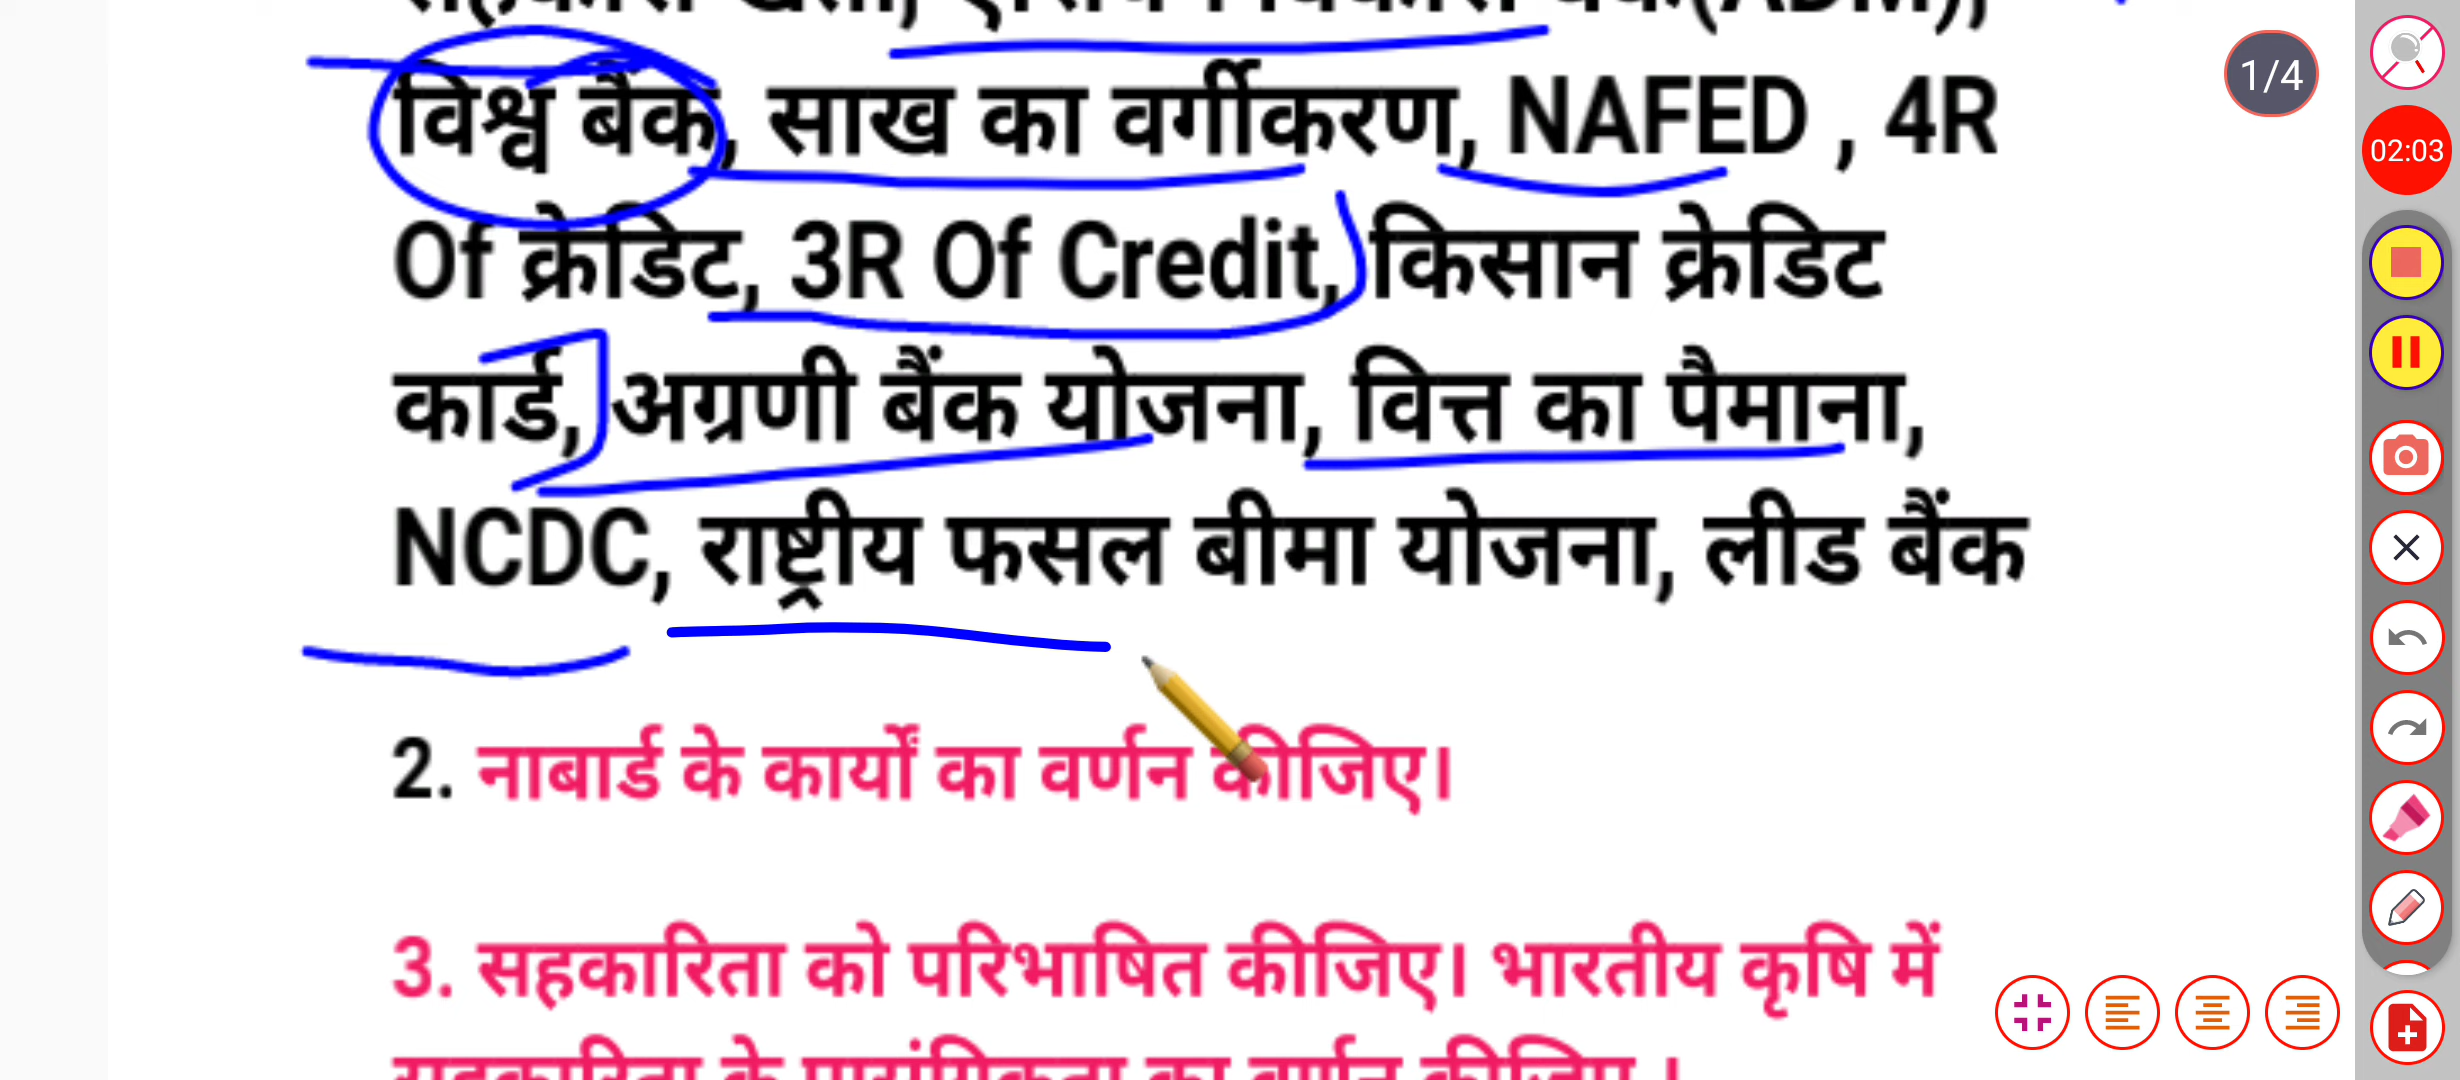 विश्व बैंक, साख का वर्गीकरण, NAFED , 4R
1/4
02:03
Of क्रेडिट, 3R Of Credit, किसान क्रेडिट
कार्ड, अग्रणी बैंक योजना, वित्त का पैमाना,
NCDC, राष्ट्रीय फसल बीमा योजना, लीड बैंक
2. नाबार्ड के कार्यों का वर्णन कीजिए।
3. सहकारिता को परिभाषित कीजिए। भारतीय कृषि में